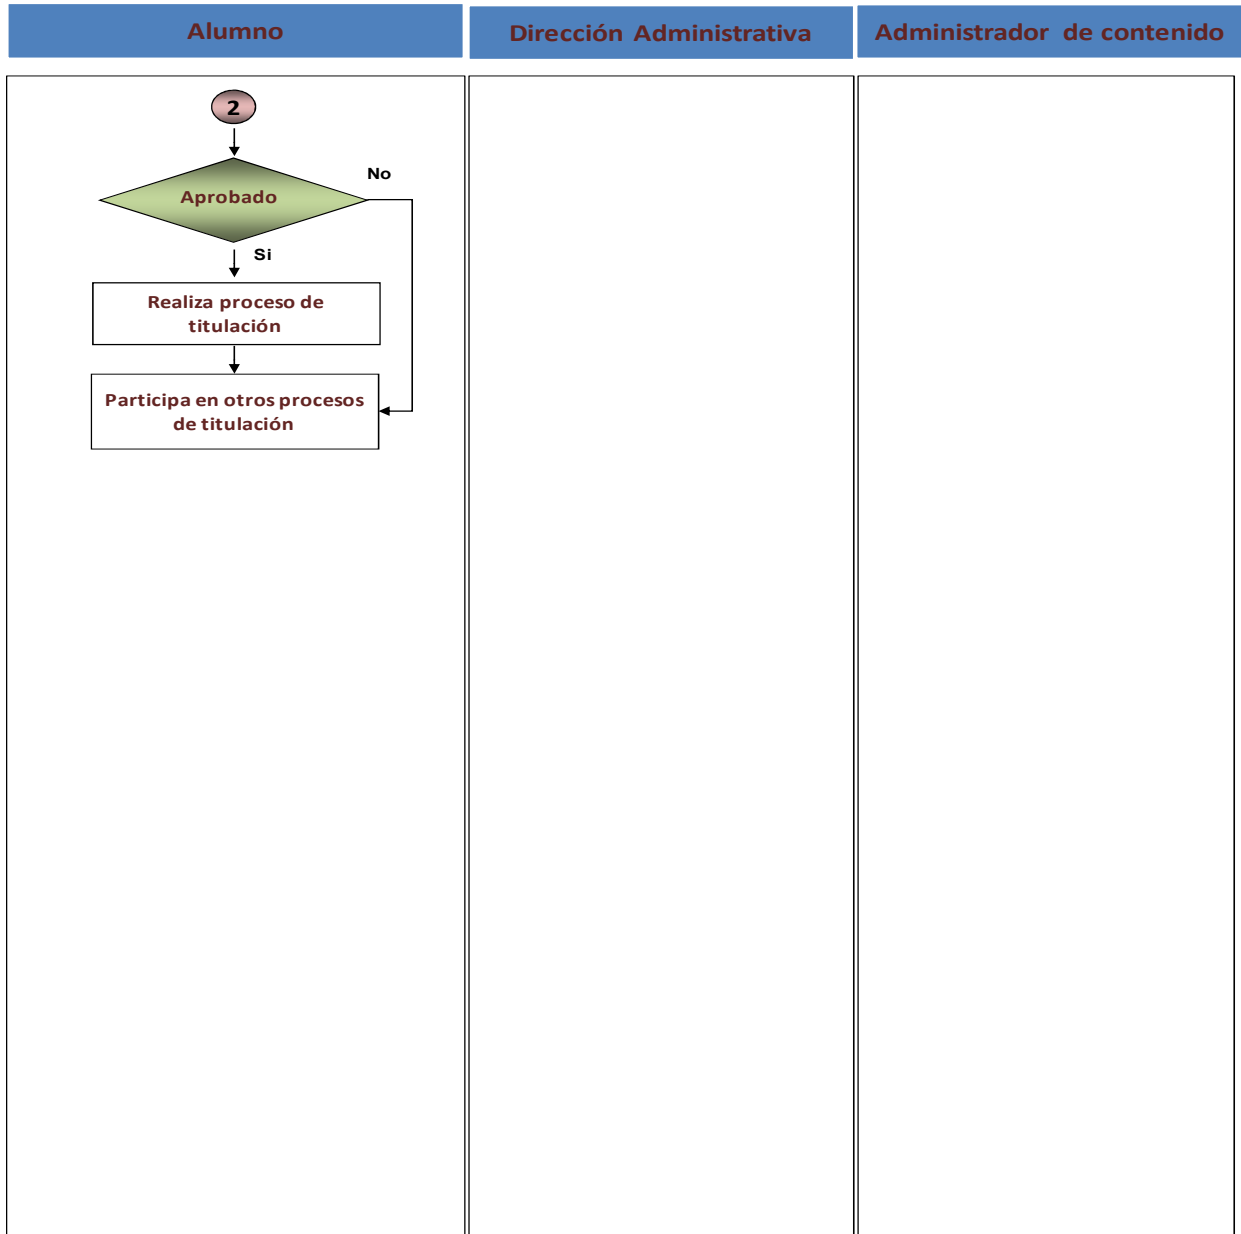 Alumno
Dirección Administrativa
Administrador de contenido
2
Aprobado
No
Si
Realiza proceso de
titulación
Participa en otros procesos
de titulación